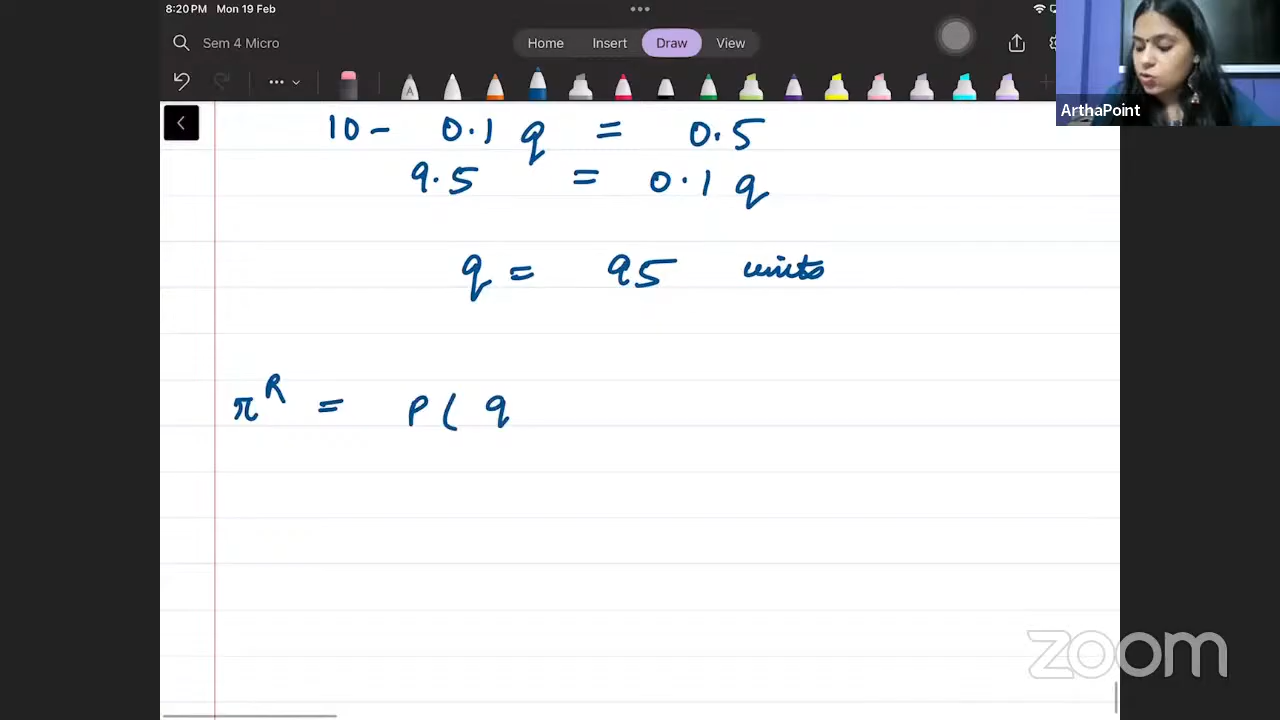 8:20 PM Mon 19 Feb
Sem 4 Micro
Home Insert Draw View
ArthaPoint
A
10 - 0.1 q = 0.5
9.5 = 0.1 q
q = 95 units
π^R = P( q
zoom